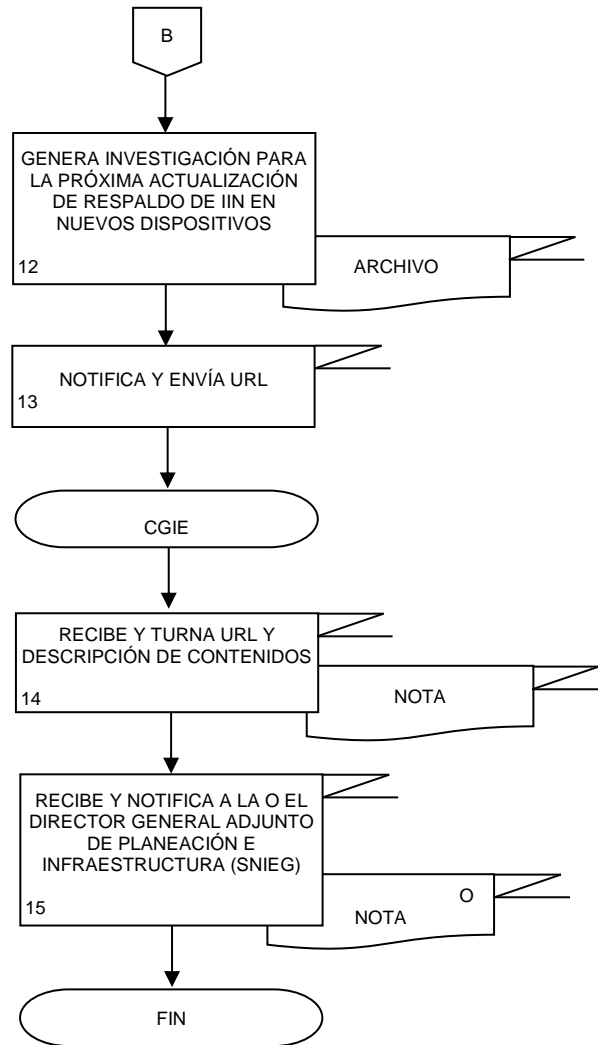 B
GENERA INVESTIGACIÓN PARA
LA PRÓXIMA ACTUALIZACIÓN
DE RESPALDO DE IIN EN
NUEVOS DISPOSITIVOS
12
ARCHIVO
NOTIFICA Y ENVÍA URL
13
CGIE
RECIBE Y TURNA URL Y
DESCRIPCIÓN DE CONTENIDOS
14
NOTA
RECIBE Y NOTIFICA A LA O EL
DIRECTOR GENERAL ADJUNTO
DE PLANEACIÓN E
INFRAESTRUCTURA (SNIEG)
15
O
NOTA
FIN